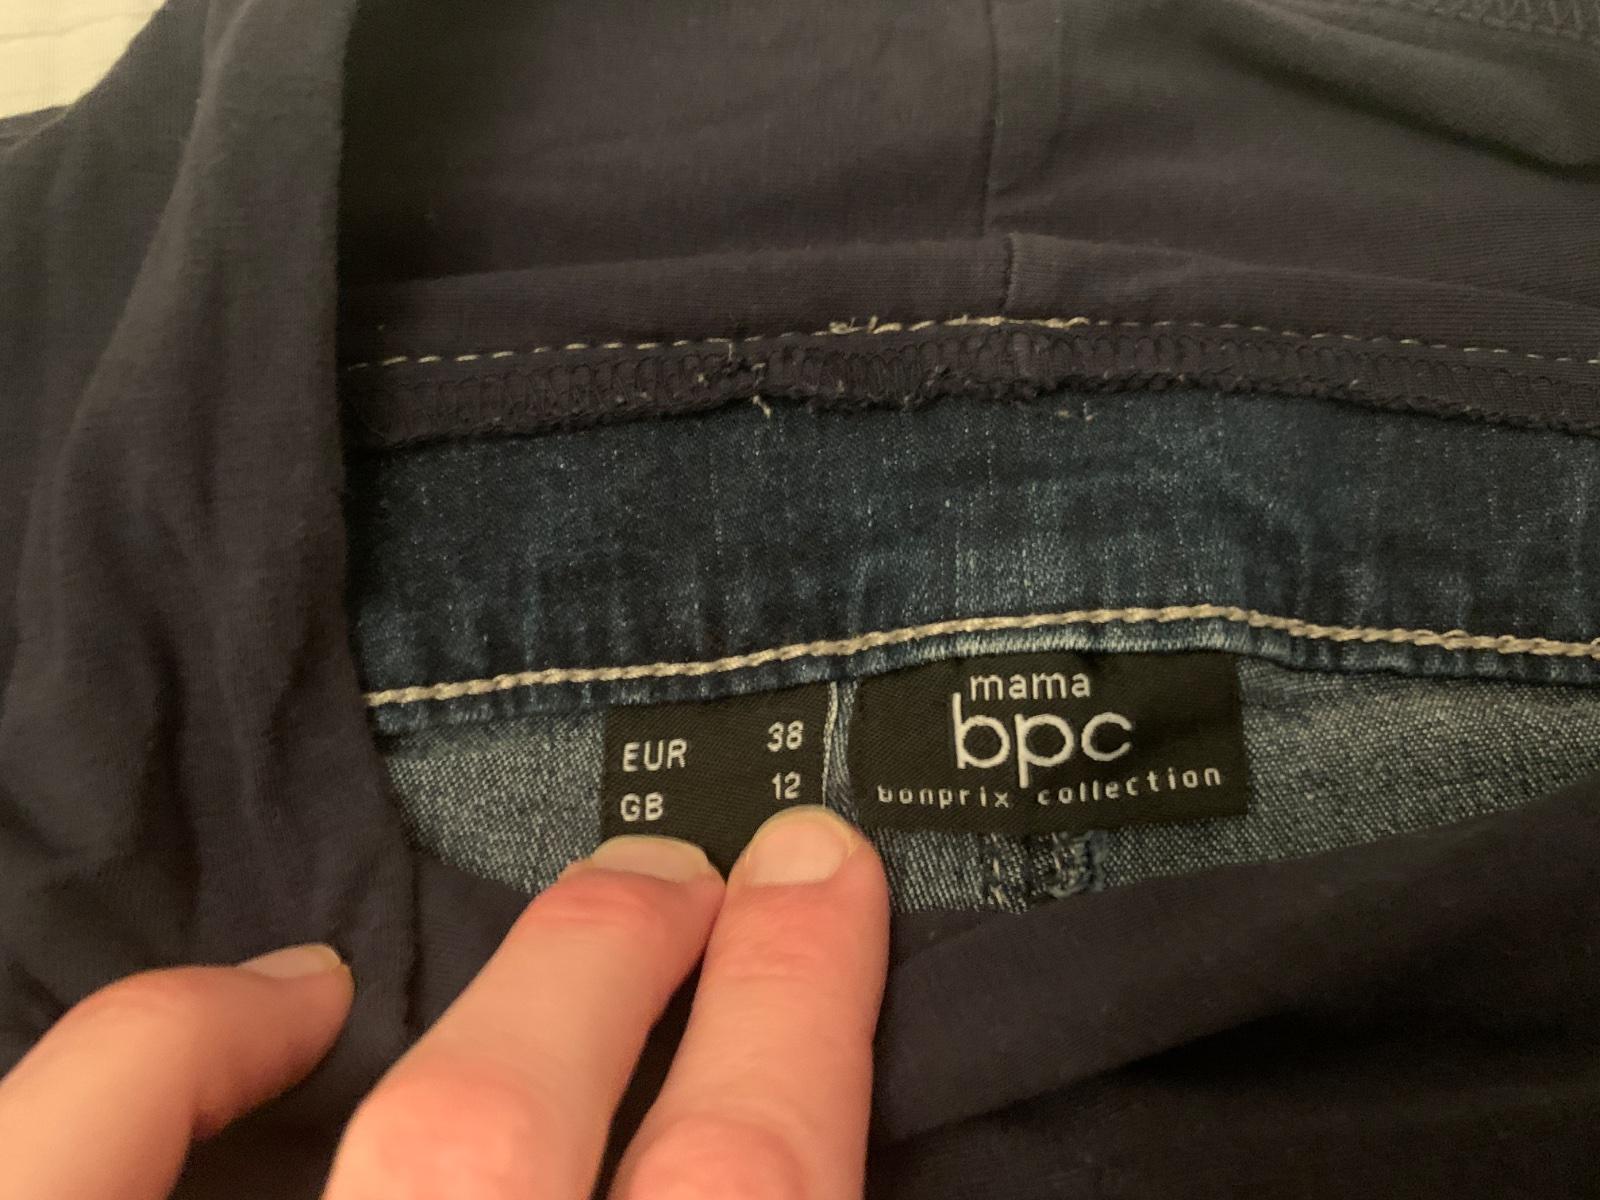 EUR 38
GB 12
mama
bpc
bonprix collection